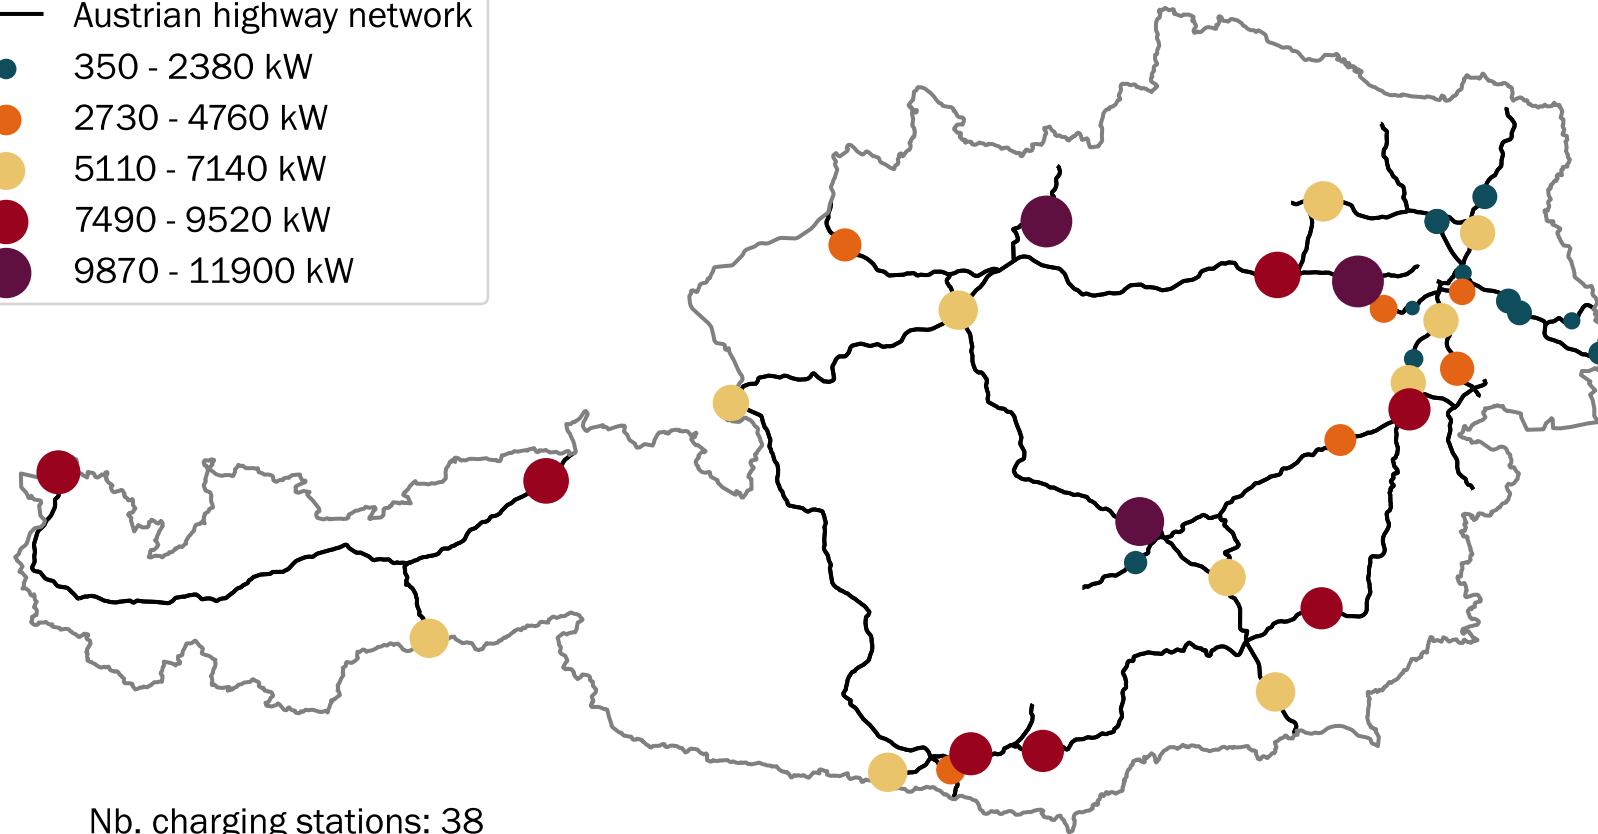 Austrian highway network
350 - 2380 kW
2730 - 4760 kW
5110 - 7140 kW
7490 - 9520 kW
9870 - 11900 kW
Nb. charging stations: 38